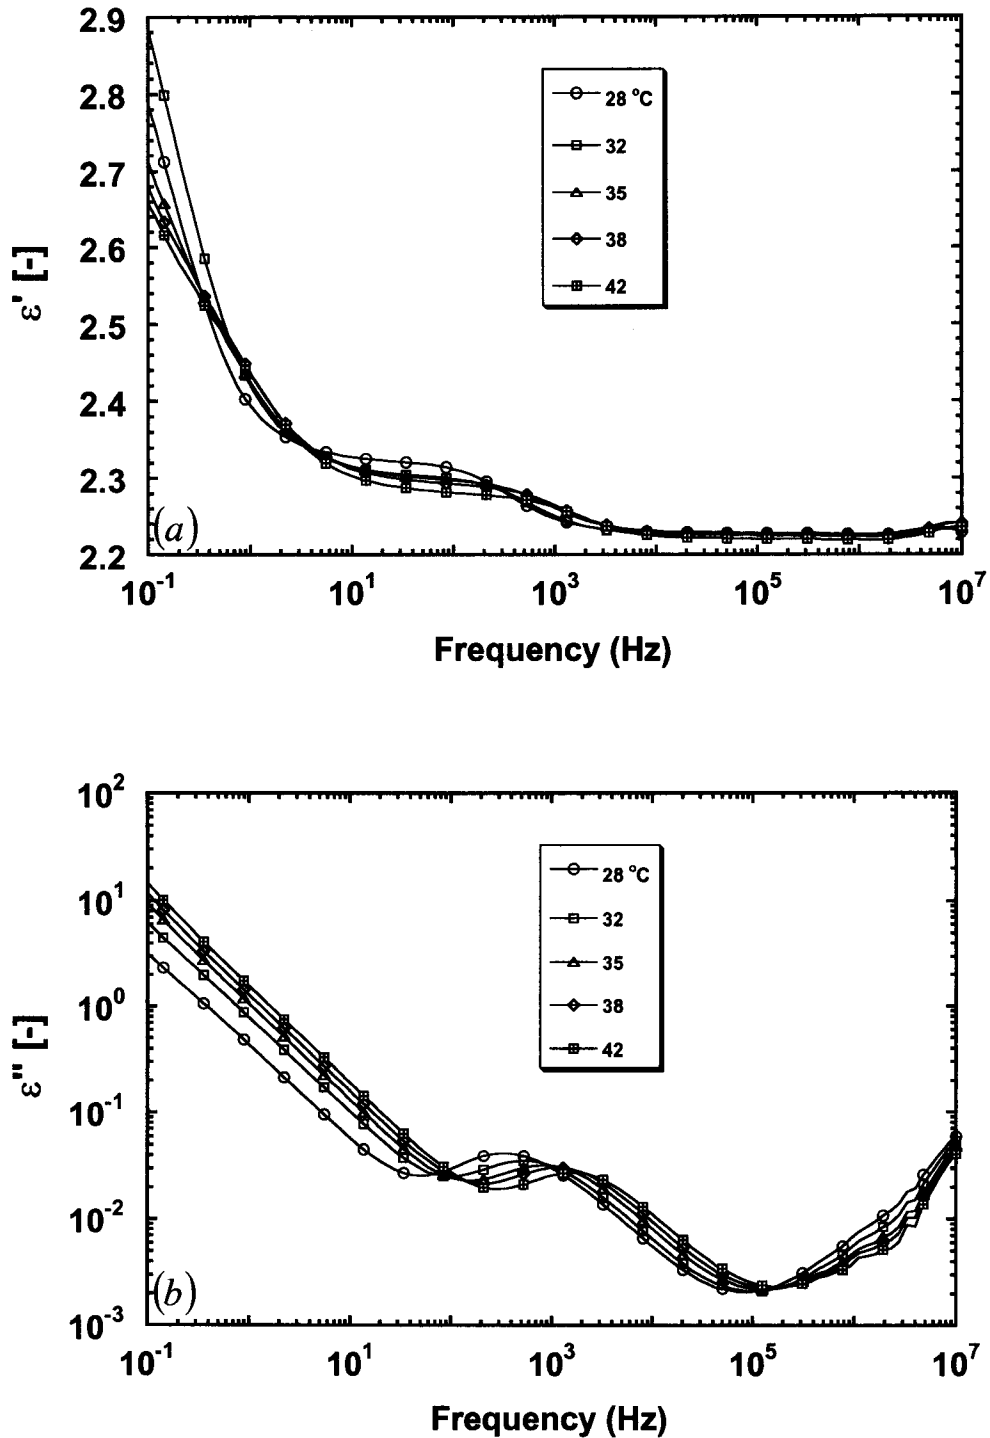 2.9
2.8
2.7
2.6
2.5
2.4
2.3
2.2
ε' [-]
28 °C
32
35
38
42
(a)
10⁻¹ 10¹ 10³ 10⁵ 10⁷
Frequency (Hz)
10²
10¹
10⁰
10⁻¹
10⁻²
10⁻³
ε" [-]
28 °C
32
35
38
42
(b)
10⁻¹ 10¹ 10³ 10⁵ 10⁷
Frequency (Hz)